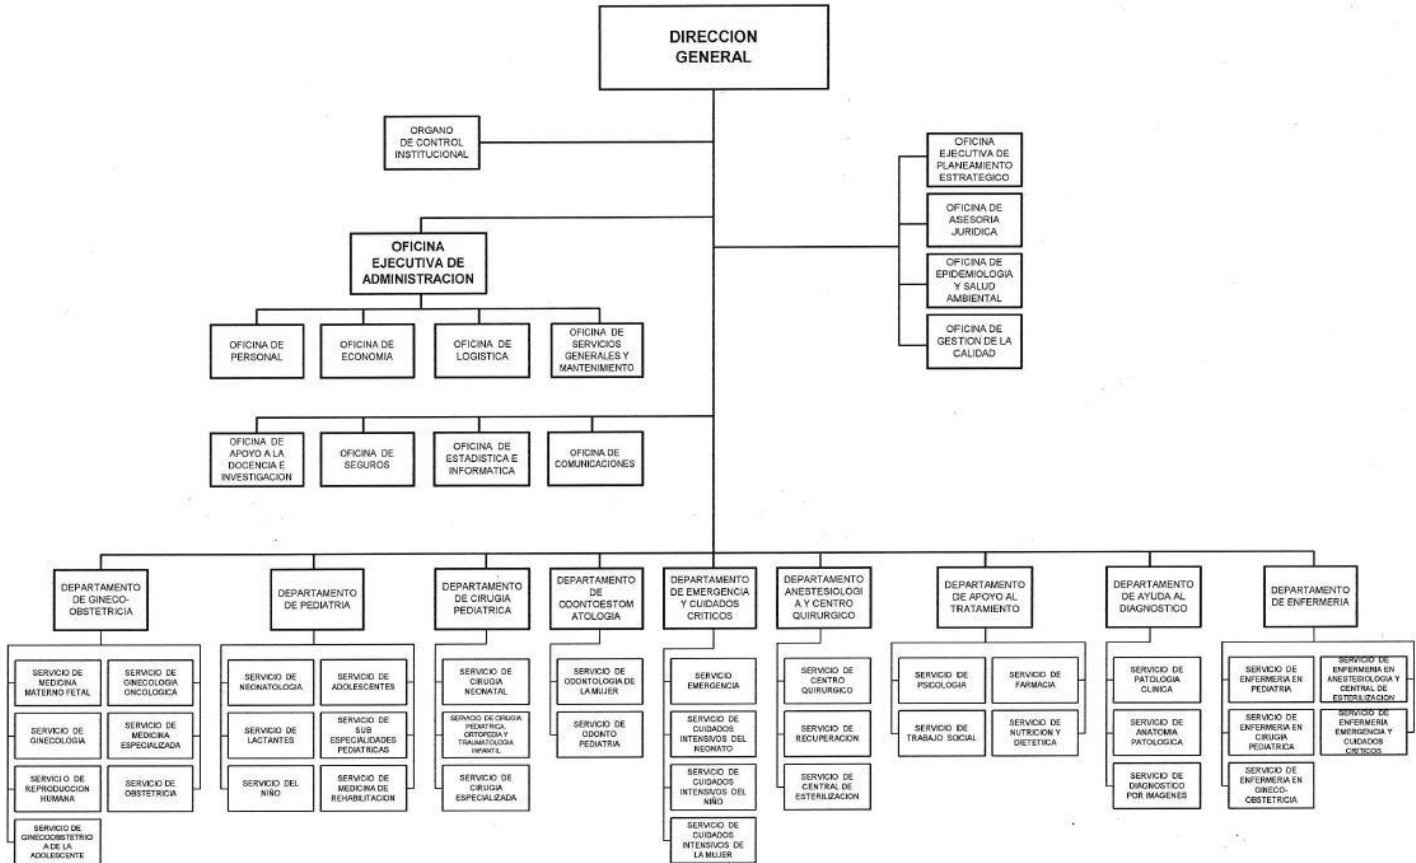 DIRECCION
GENERAL
ORGANO
DE CONTROL
INSTITUCIONAL
OFICINA
EJECUTIVA DE
PLANEAMIENTO
ESTRATEGICO
OFICINA DE
ASESORIA
JURIDICA
OFICINA DE
EPIDEMIOLOGIA
Y SALUD
AMBIENTAL
OFICINA DE
GESTION DE LA
CALIDAD
OFICINA
EJECUTIVA DE
ADMINISTRACION
OFICINA DE
PERSONAL
OFICINA DE
ECONOMIA
OFICINA DE
LOGISTICA
OFICINA DE
SERVICIOS
GENERALES Y
MANTENIMIENTO
OFICINA DE
APOYO A LA
DOCENCIA E
INVESTIGACION
OFICINA DE
SEGUROS
OFICINA DE
ESTADISTICA E
INFORMATICA
OFICINA DE
COMUNICACIONES
DEPARTAMENTO
DE GINECO-
OBSTETRICIA
DEPARTAMENTO
DE PEDIATRIA
DEPARTAMENTO
DE CIRUGIA
PEDIATRICA
DEPARTAMENTO
DE
ODONTOESTOM
ATOLOGIA
DEPARTAMENTO
DE EMERGENCIA
Y CUIDADOS
CRITICOS
DEPARTAMENTO
ANESTESIOLOGI
A Y CENTRO
QUIRURGICO
DEPARTAMENTO
DE APOYO AL
TRATAMIENTO
DEPARTAMENTO
DE AYUDA AL
DIAGNOSTICO
DEPARTAMENTO
DE ENFERMERIA
SERVICIO DE
MEDICINA
MATERNO FETAL
SERVICIO DE
GINECOLOGIA
ONCOLOGICA
SERVICIO DE
GINECOLOGIA
SERVICIO DE
MEDICINA
ESPECIALIZADA
SERVICIO DE
REPRODUCCION
HUMANA
SERVICIO DE
OBSTETRICIA
SERVICIO DE
GINECOOBSTETRICI
A DE LA
ADOLESCENTE
SERVICIO DE
NEONATOLOGIA
SERVICIO DE
ADOLESCENTES
SERVICIO DE
LACTANTES
SERVICIO DE
SUB
ESPECIALIDADES
PEDIATRICAS
SERVICIO DEL
NIÑO
SERVICIO DE
MEDICINA DE
REHABILITACION
SERVICIO DE
CIRUGIA
NEONATAL
SERVICIO DE CIRUGIA
PEDIATRICA,
ORTOPEDIA Y
TRAUMATOLOGIA
INFANTIL
SERVICIO DE
CIRUGIA
ESPECIALIZADA
SERVICIO DE
ODONTOLOGIA DE
LA MUJER
SERVICIO DE
ODONTO
PEDIATRIA
SERVICIO
EMERGENCIA
SERVICIO DE
CUIDADOS
INTENSIVOS
DEL NEONATO
SERVICIO DE
CUIDADOS
INTENSIVOS DEL
NIÑO
SERVICIO DE
CUIDADOS
INTENSIVOS DE
LA MUJER
SERVICIO DE
CENTRO
QUIRURGICO
SERVICIO DE
RECUPERACION
SERVICIO
CENTRAL DE
ESTERILIZACION
SERVICIO DE
PSICOLOGIA
SERVICIO DE
FARMACIA
SERVICIO DE
TRABAJO SOCIAL
SERVICIO DE
NUTRICION Y
DIETETICA
SERVICIO DE
PATOLOGIA
CLINICA
SERVICIO DE
ANATOMIA
PATOLOGICA
SERVICIO DE
DIAGNOSTICO
POR IMAGENES
SERVICIO DE
ENFERMERIA EN
PEDIATRIA
SERVICIO DE
ENFERMERIA EN
ANESTESIOLOGIA Y
CENTRAL DE
ESTERILIZACION
SERVICIO DE
ENFERMERIA EN
CIRUGIA
PEDIATRICA
SERVICIO DE
ENFERMERIA
EMERGENCIA Y
CUIDADOS
CRITICOS
SERVICIO DE
ENFERMERIA EN
GINECO-
OBSTETRICIA